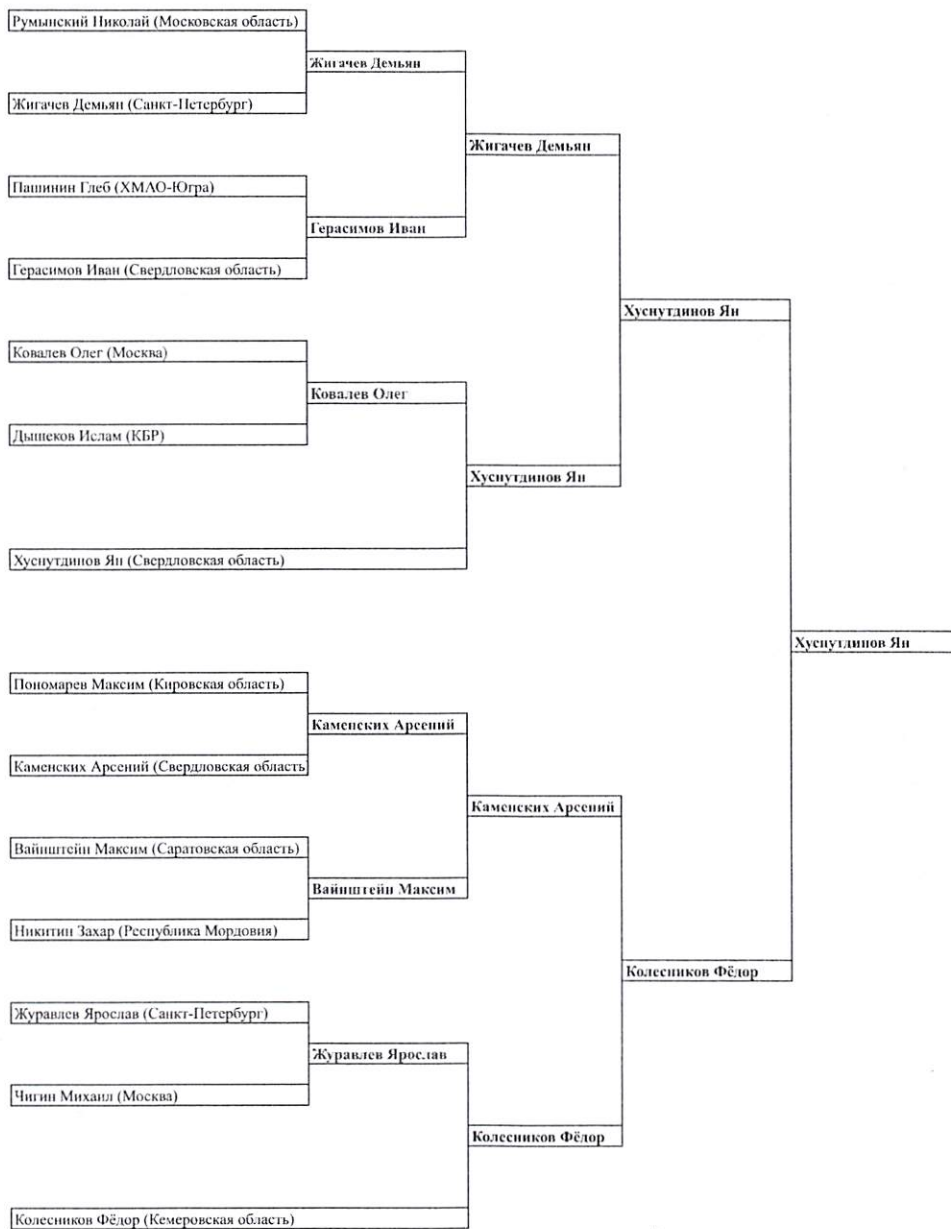 Румынский Николай (Московская область)
Жигачев Демьян
Жигачев Демьян (Санкт-Петербург)
Жигачев Демьян
Пашинин Глеб (ХМАО-Югра)
Герасимов Иван
Герасимов Иван (Свердловская область)
Хуснутдинов Ян
Ковалев Олег (Москва)
Ковалев Олег
Дышеков Ислам (КБР)
Хуснутдинов Ян
Хуснутдинов Ян (Свердловская область)
Хуснутдинов Ян
Пономарев Максим (Кировская область)
Каменских Арсений
Каменских Арсений (Свердловская область
Каменских Арсений
Вайнштейн Максим (Саратовская область)
Вайнштейн Максим
Никитин Захар (Республика Мордовия)
Колесников Фёдор
Журавлев Ярослав (Санкт-Петербург)
Журавлев Ярослав
Чигин Михаил (Москва)
Колесников Фёдор
Колесников Фёдор (Кемеровская область)